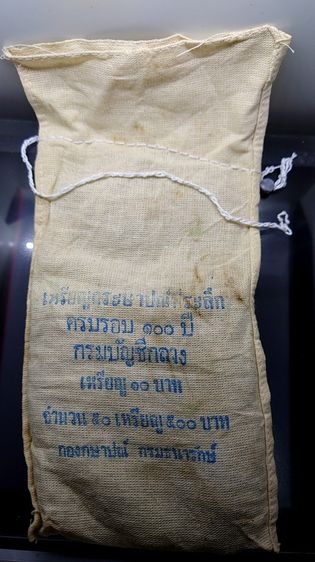 เหรียญกระษาปณ์ที่ระลึก
ครบรอบ ๑๐๐ ปี
กรมบัญชีกลาง
เหรียญ ๑๐ บาท
จำนวน ๕๐ เหรียญ ๕๐๐ บาท
กองกษาปณ์ กรมธนารักษ์